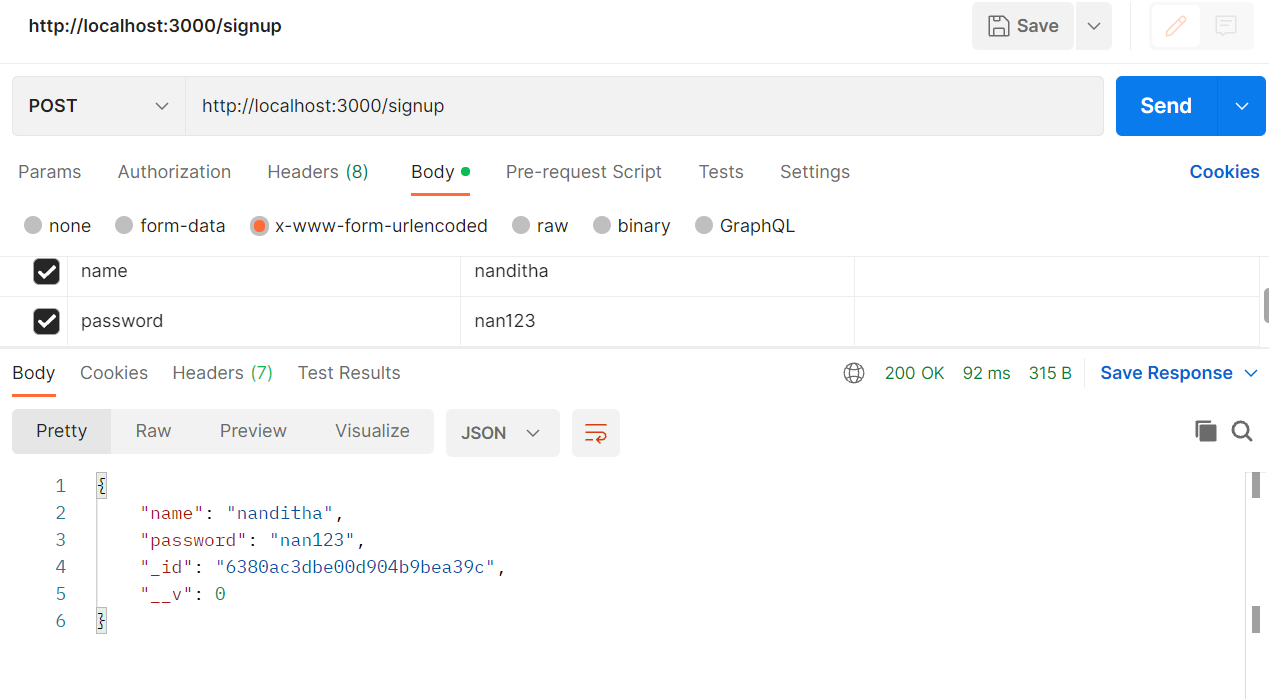 http://localhost:3000/signup
Save
POST
http://localhost:3000/signup
Send
Params Authorization Headers (8) Body Pre-request Script Tests Settings Cookies
none form-data x-www-form-urlencoded raw binary GraphQL
name nanditha
password nan123
Body Cookies Headers (7) Test Results 200 OK 92 ms 315 B Save Response
Pretty Raw Preview Visualize JSON
1 {
2 "name": "nanditha",
3 "password": "nan123",
4 "_id": "6380ac3dbe00d904b9bea39c",
5 "__v": 0
6 }